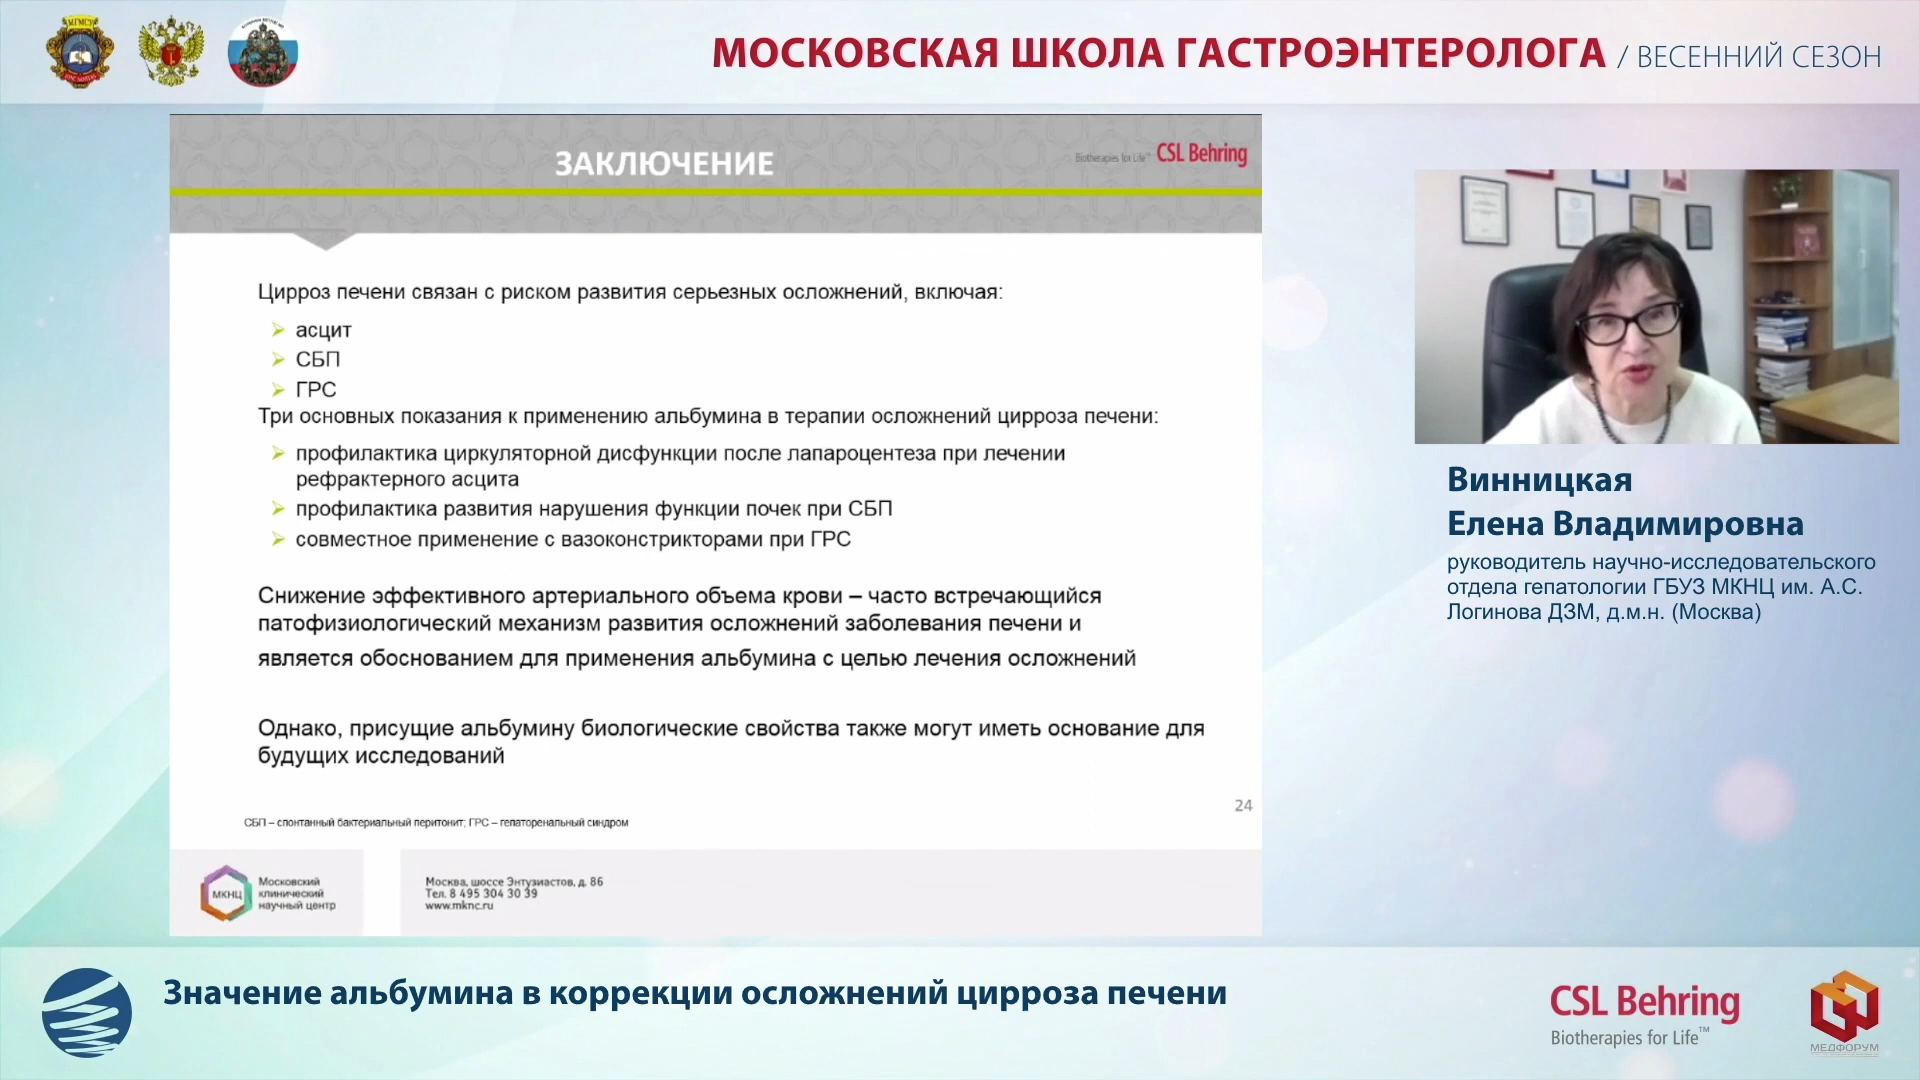 МОСКОВСКАЯ ШКОЛА ГАСТРОЭНТЕРОЛОГА / ВЕСЕННИЙ СЕЗОН
ЗАКЛЮЧЕНИЕ
Biotherapies for Life™ CSL Behring
Цирроз печени связан с риском развития серьезных осложнений, включая:
асцит
СБП
ГРС
Три основных показания к применению альбумина в терапии осложнений цирроза печени:
профилактика циркуляторной дисфункции после лапароцентеза при лечении
рефрактерного асцита
профилактика развития нарушения функции почек при СБП
совместное применение с вазоконстрикторами при ГРС
Снижение эффективного артериального объема крови – часто встречающийся
патофизиологический механизм развития осложнений заболевания печени и
является обоснованием для применения альбумина с целью лечения осложнений
Однако, присущие альбумину биологические свойства также могут иметь основание для
будущих исследований
24
СБП – спонтанный бактериальный перитонит; ГРС – гепаторенальный синдром
МКНЦ
Московский
клинический
научный центр
Москва, шоссе Энтузиастов, д. 86
Тел. 8 495 304 30 39
www.mknc.ru
Винницкая
Елена Владимировна
руководитель научно-исследовательского
отдела гепатологии ГБУЗ МКНЦ им. А.С.
Логинова ДЗМ, д.м.н. (Москва)
Значение альбумина в коррекции осложнений цирроза печени
CSL Behring
Biotherapies for Life™
МЕДФОРУМ